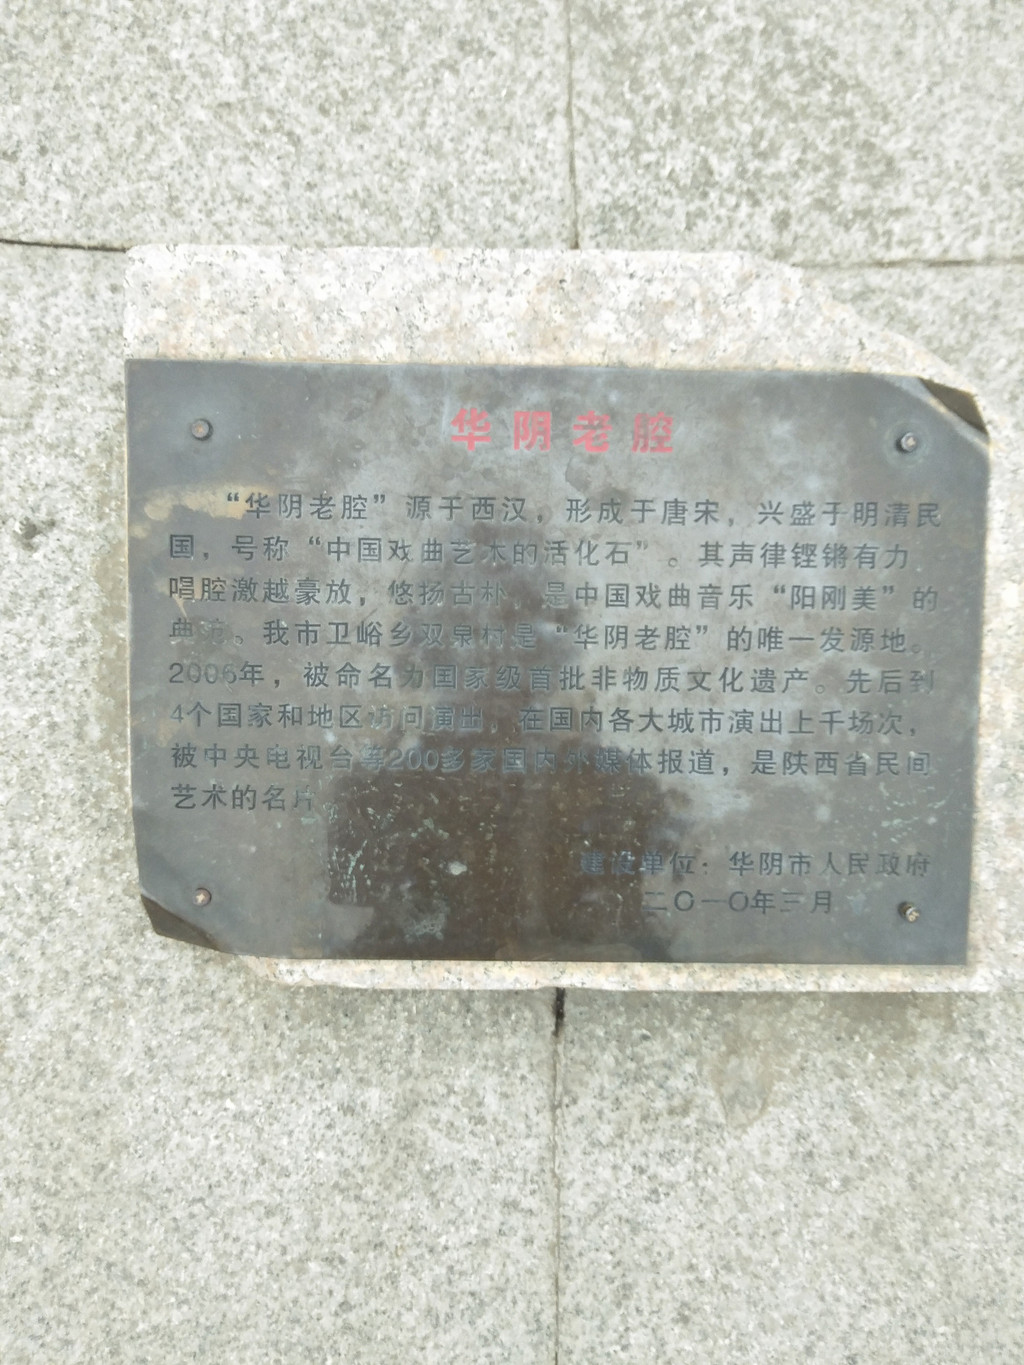 华阴老腔
“华阴老腔”源于西汉，形成于唐宋，兴盛于明清民
国，号称“中国戏曲艺术的活化石”。其声律铿锵有力
唱腔激越豪放，悠扬古朴，是中国戏曲音乐“阳刚美”的
典范。我市卫峪乡双泉村是“华阴老腔”的唯一发源地。
2006年，被命名为国家级首批非物质文化遗产。先后到
4个国家和地区访问演出，在国内各大城市演出上千场次，
被中央电视台等200多家国内外媒体报道，是陕西省民间
艺术的名片。
建设单位：华阴市人民政府
二〇一〇年三月